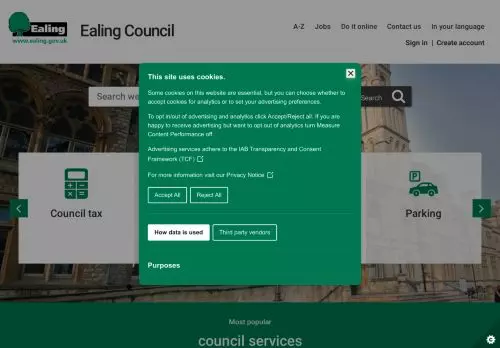 Ealing
www.ealing.gov.uk
Ealing Council
A-Z Jobs Do it online Contact us In your language
Sign in | Create account
Search we
Search
This site uses cookies.
Some cookies on this website are essential, but you can choose whether to
accept cookies for analytics or to set your advertising preferences.
To opt in/out of advertising and analytics click Accept/Reject all. If you are
happy to receive advertising but want to opt out of analytics turn Measure
Content Performance off.
Advertising services adhere to the IAB Transparency and Consent
Framework (TCF)
For more information visit our Privacy Notice
Accept All Reject All
How data is used Third party vendors
Purposes
Council tax
P
Parking
Most popular
council services